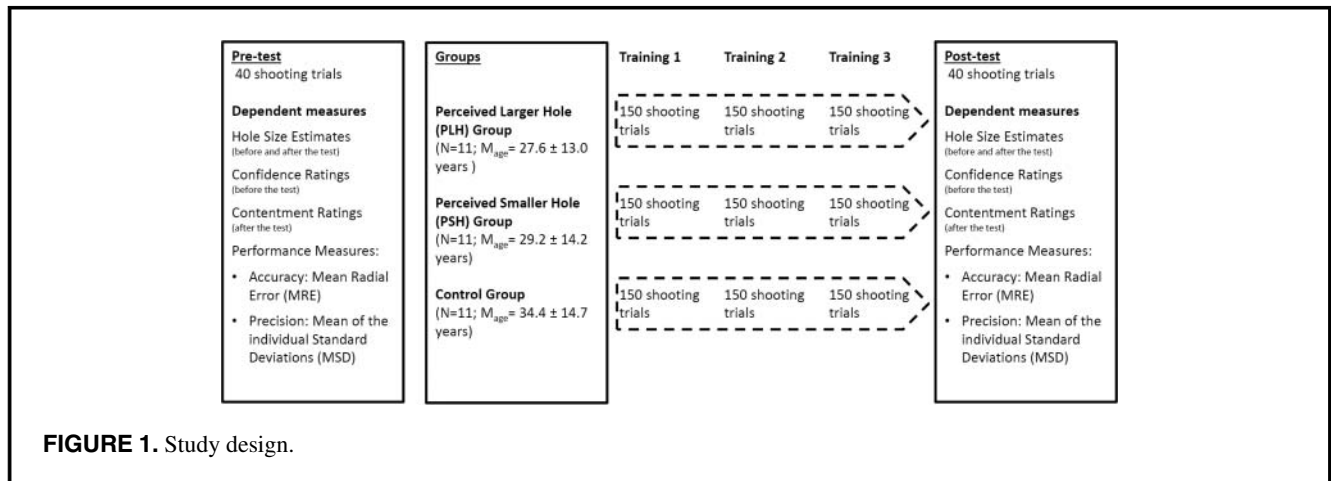 Pre-test
40 shooting trials
Dependent measures
Hole Size Estimates
(before and after the test)
Confidence Ratings
(before the test)
Contentment Ratings
(after the test)
Performance Measures:
• Accuracy: Mean Radial
Error (MRE)
• Precision: Mean of the
individual Standard
Deviations (MSD)
Groups
Perceived Larger Hole
(PLH) Group
(N=11; Mage= 27.6 ± 13.0
years )
Perceived Smaller Hole
(PSH) Group
(N=11; Mage= 29.2 ± 14.2
years)
Control Group
(N=11; Mage= 34.4 ± 14.7
years)
Training 1 Training 2 Training 3
150 shooting 150 shooting 150 shooting
trials trials trials
150 shooting 150 shooting 150 shooting
trials trials trials
150 shooting 150 shooting 150 shooting
trials trials trials
Post-test
40 shooting trials
Dependent measures
Hole Size Estimates
(before and after the test)
Confidence Ratings
(before the test)
Contentment Ratings
(after the test)
Performance Measures:
• Accuracy: Mean Radial
Error (MRE)
• Precision: Mean of the
individual Standard
Deviations (MSD)
FIGURE 1. Study design.